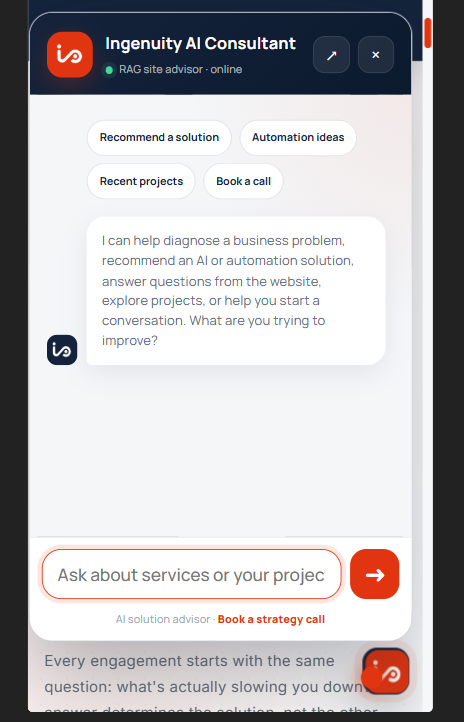 Ingenuity AI Consultant
RAG site advisor · online
↗ ×
Recommend a solution Automation ideas
Recent projects Book a call
I can help diagnose a business problem,
recommend an AI or automation solution,
answer questions from the website,
explore projects, or help you start a
conversation. What are you trying to
improve?
Ask about services or your projec
AI solution advisor · Book a strategy call
Every engagement starts with the same
question: what's actually slowing you down?
answer determines the solution, not the other